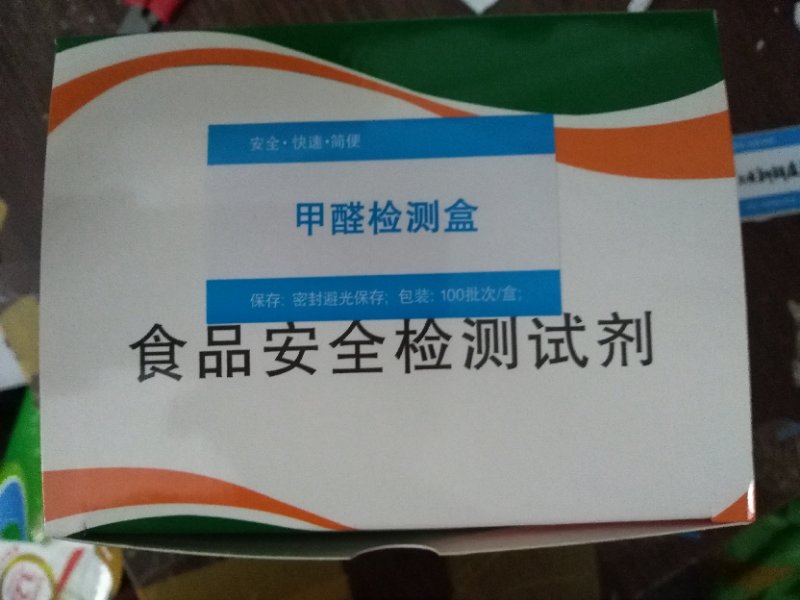 安全·快速·简便
甲醛检测盒
保存: 密封避光保存; 包装: 100批次/盒;
食品安全检测试剂